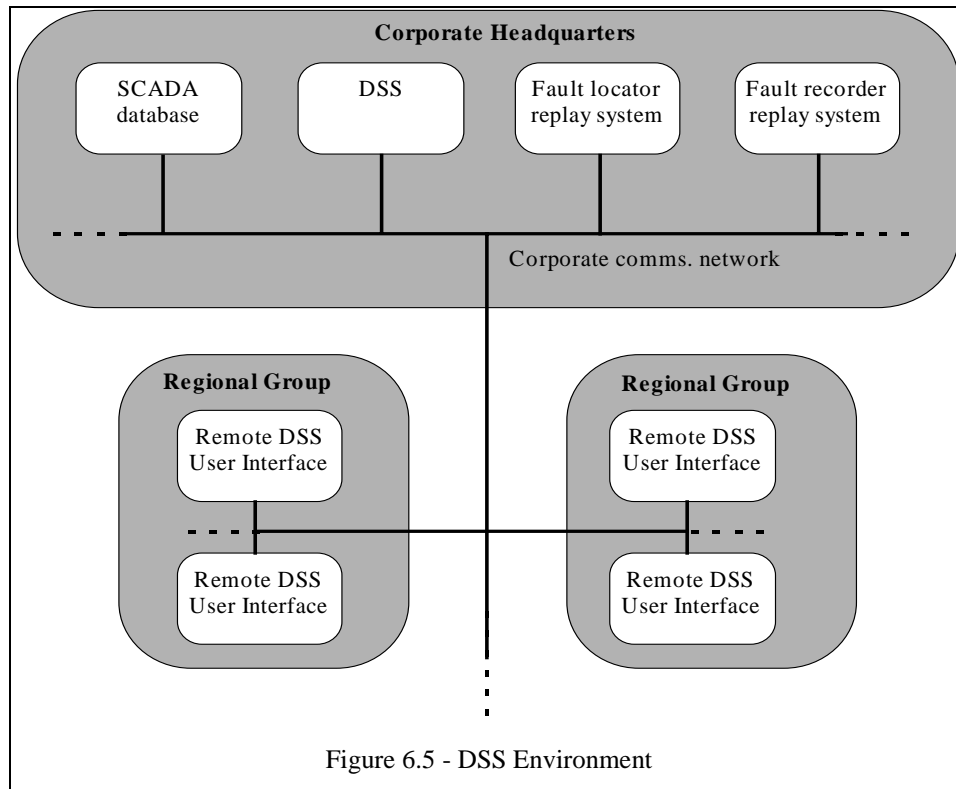 Corporate Headquarters
SCADA
database
DSS
Fault locator
replay system
Fault recorder
replay system
Corporate comms. network
Regional Group
Remote DSS
User Interface
Remote DSS
User Interface
Regional Group
Remote DSS
User Interface
Remote DSS
User Interface
Figure 6.5 - DSS Environment